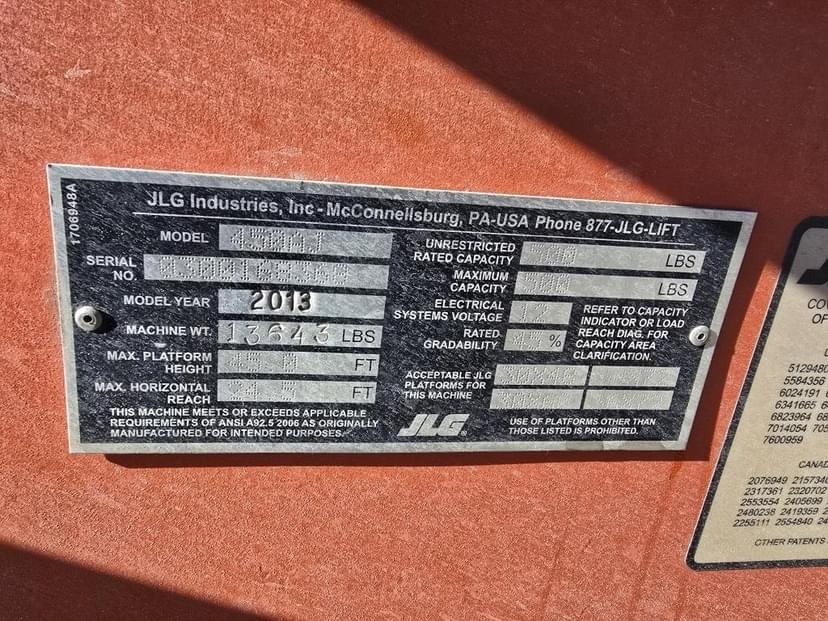 1706948A
JLG Industries, Inc - McConnellsburg, PA-USA Phone 877-JLG-LIFT
MODEL 450AJ
SERIAL
NO.
MODEL YEAR 2013
MACHINE WT. 13643 LBS
MAX. PLATFORM
HEIGHT FT
MAX. HORIZONTAL
REACH FT
THIS MACHINE MEETS OR EXCEEDS APPLICABLE
REQUIREMENTS OF ANSI A92.5 2006 AS ORIGINALLY
MANUFACTURED FOR INTENDED PURPOSES.
UNRESTRICTED
RATED CAPACITY LBS
MAXIMUM
CAPACITY LBS
ELECTRICAL
SYSTEMS VOLTAGE 12
RATED
GRADABILITY 45 %
REFER TO CAPACITY
INDICATOR OR LOAD
REACH DIAG. FOR
CAPACITY AREA
CLARIFICATION.
ACCEPTABLE JLG
PLATFORMS FOR
THIS MACHINE
JLG
USE OF PLATFORMS OTHER THAN
THOSE LISTED IS PROHIBITED.
5584356
6024191
6341665
6823964
7014054
7600959
CANAD
2076949
2317361 2320702
2553554 2405699
2480238 2419359
2255111 2554840
OTHER PATENTS